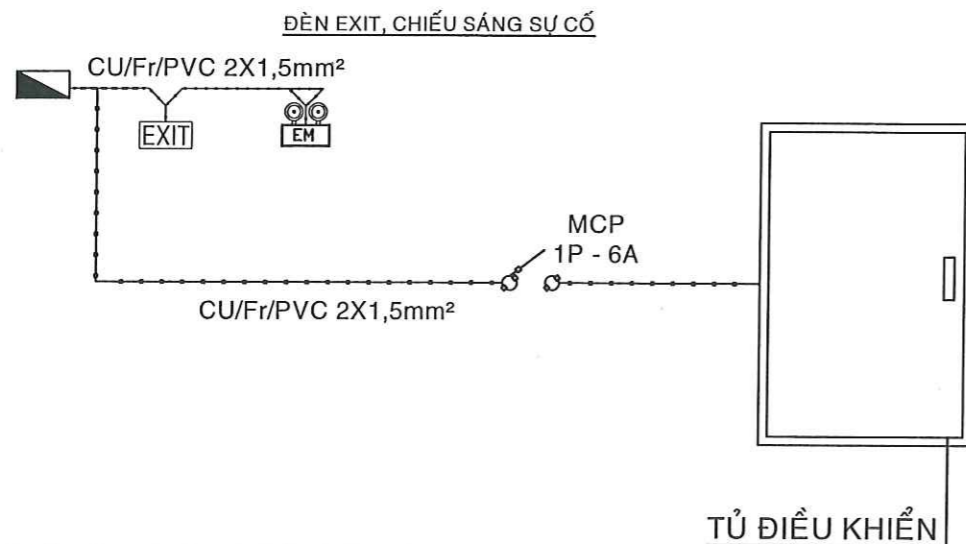 ĐÈN EXIT, CHIẾU SÁNG SỰ CỐ
CU/Fr/PVC 2X1,5mm²
EXIT
EM
MCP
1P - 6A
CU/Fr/PVC 2X1,5mm²
TỦ ĐIỀU KHIỂN